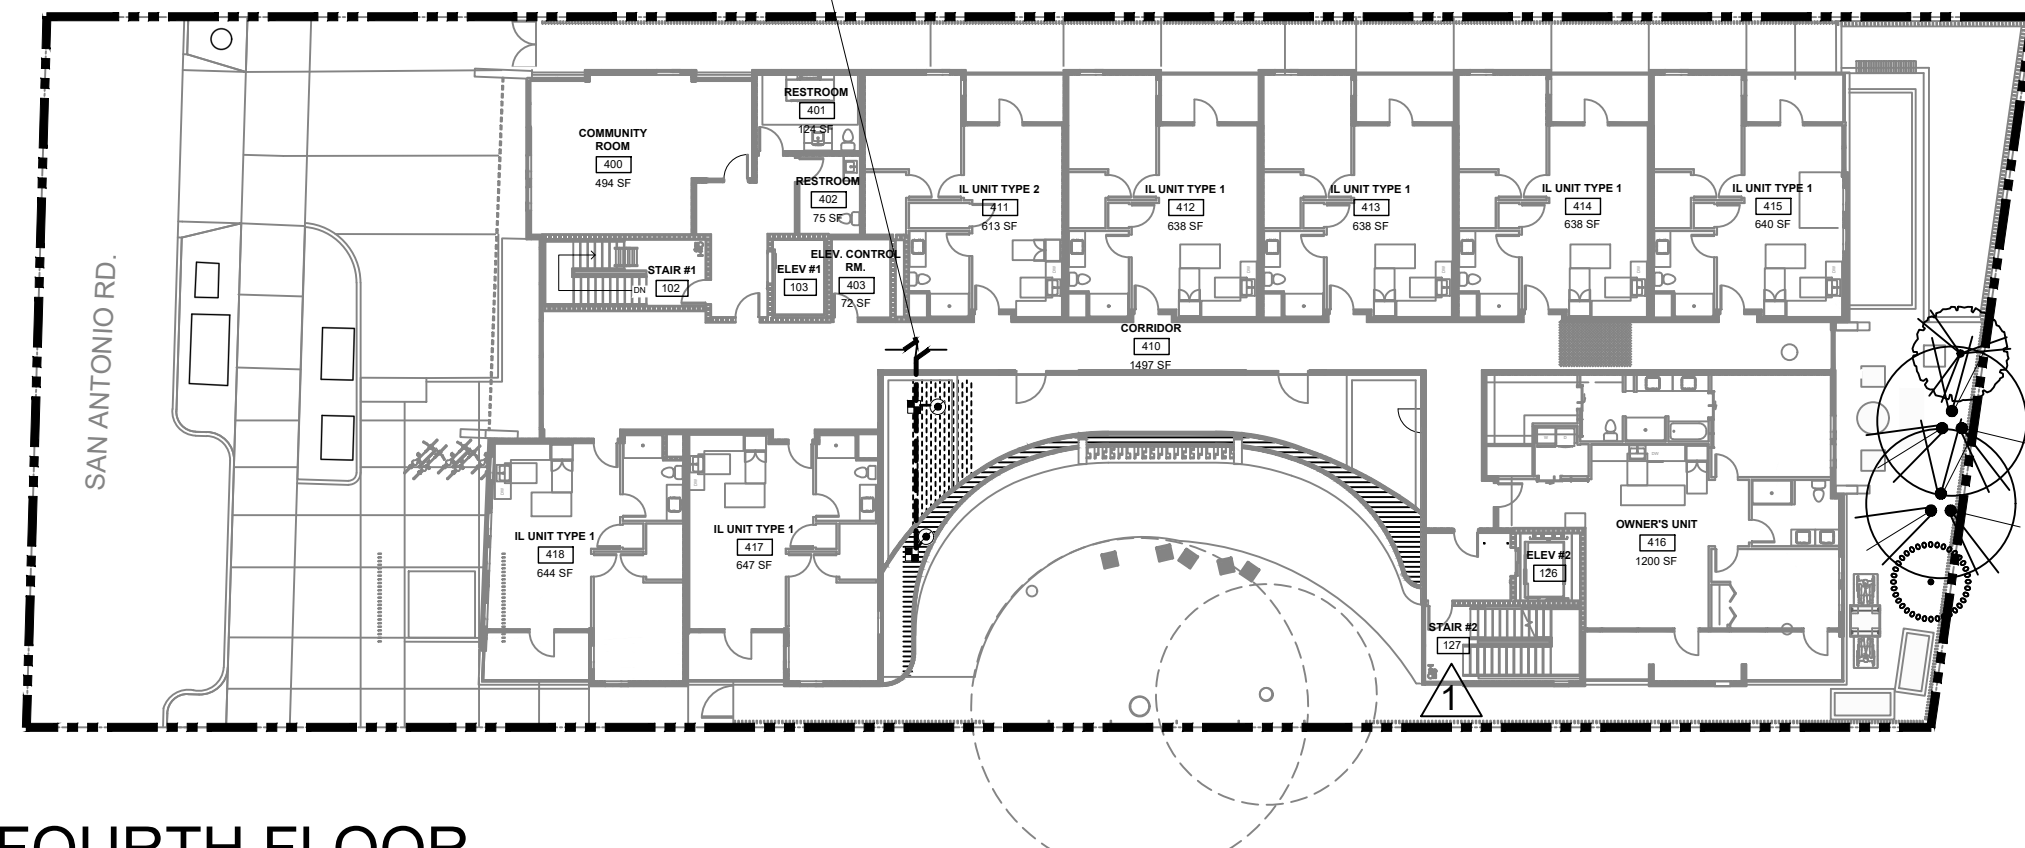 RESTROOM
401
124 SF
COMMUNITY
ROOM
400
494 SF
RESTROOM
402
75 SF
IL UNIT TYPE 2
411
613 SF
IL UNIT TYPE 1
412
638 SF
IL UNIT TYPE 1
413
638 SF
IL UNIT TYPE 1
414
638 SF
IL UNIT TYPE 1
415
640 SF
SAN ANTONIO RD.
STAIR #1
102
DN
ELEV #1
103
ELEV. CONTROL
RM.
403
72 SF
CORRIDOR
410
1497 SF
IL UNIT TYPE 1
418
644 SF
IL UNIT TYPE 1
417
647 SF
OWNER'S UNIT
416
1200 SF
ELEV #2
126
STAIR #2
127
1
FOURTH FLOOR